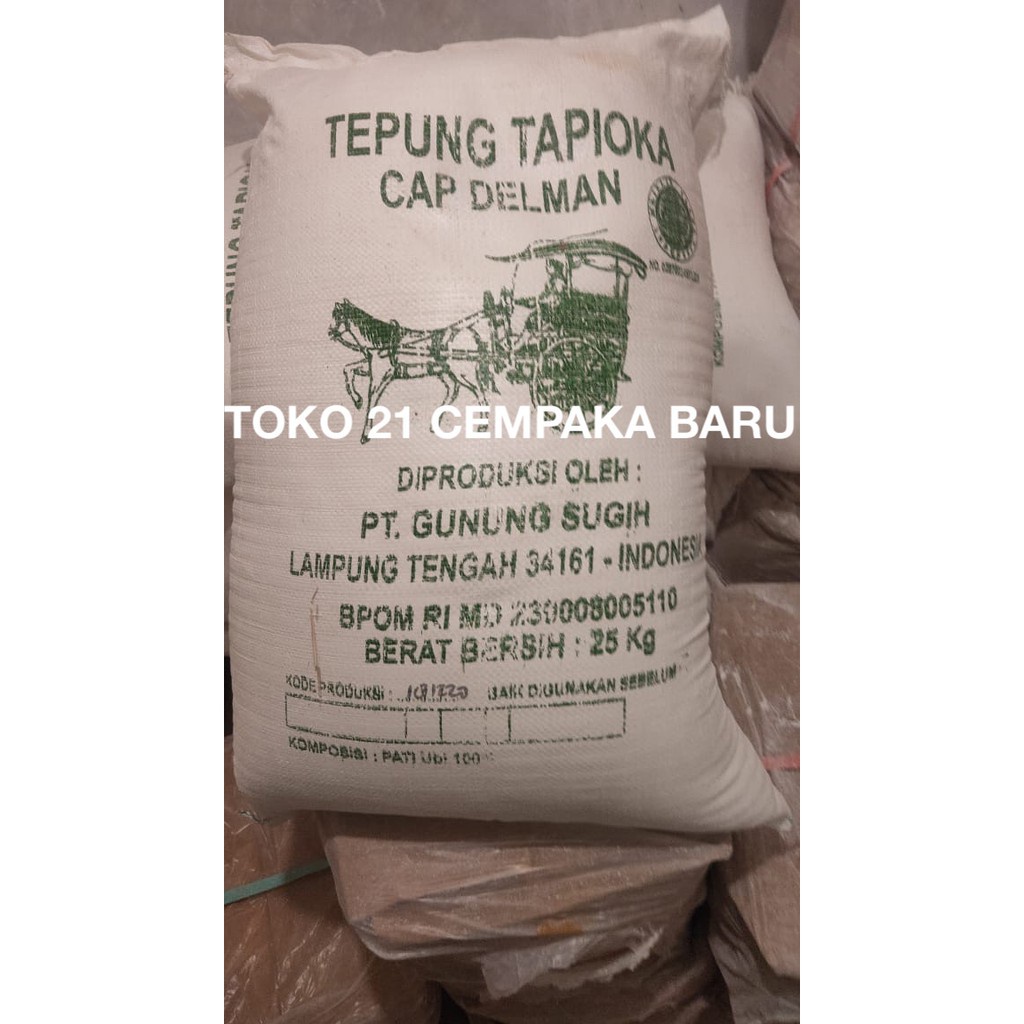 TEPUNG TAPIOKA
CAP DELMAN
TOKO 21 CEMPAKA BARU
DIPRODUKSI OLEH :
PT. GUNUNG SUGIH
LAMPUNG TENGAH 34161 - INDONESIA
BPOM RI MD 230008005110
BERAT BERSIH : 25 Kg
KODE PRODUKSI : BAIK DIGUNAKAN SEBELUM
KOMPOSISI : PATI Ubi 100